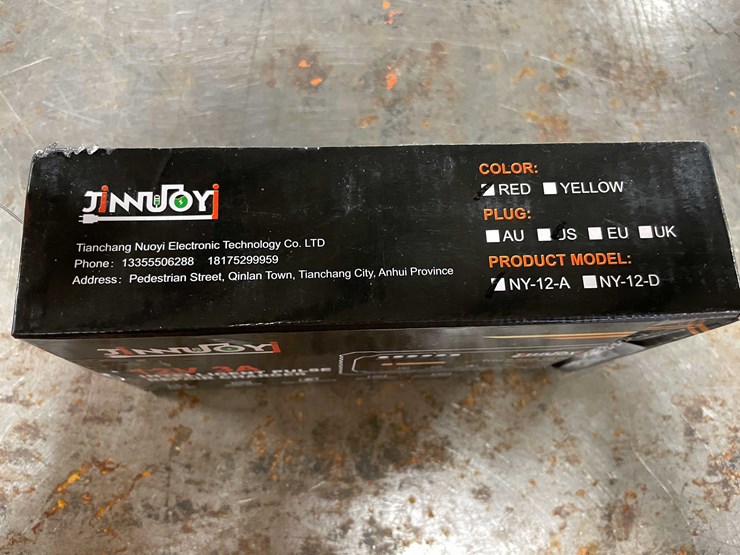 JINNUOYi
Tianchang Nuoyi Electronic Technology Co. LTD
Phone: 13355506288 18175299959
Address: Pedestrian Street, Qinlan Town, Tianchang City, Anhui Province
COLOR:
RED YELLOW
PLUG:
AU US EU UK
PRODUCT MODEL:
NY-12-A NY-12-D
JINNUOYi
PULSE